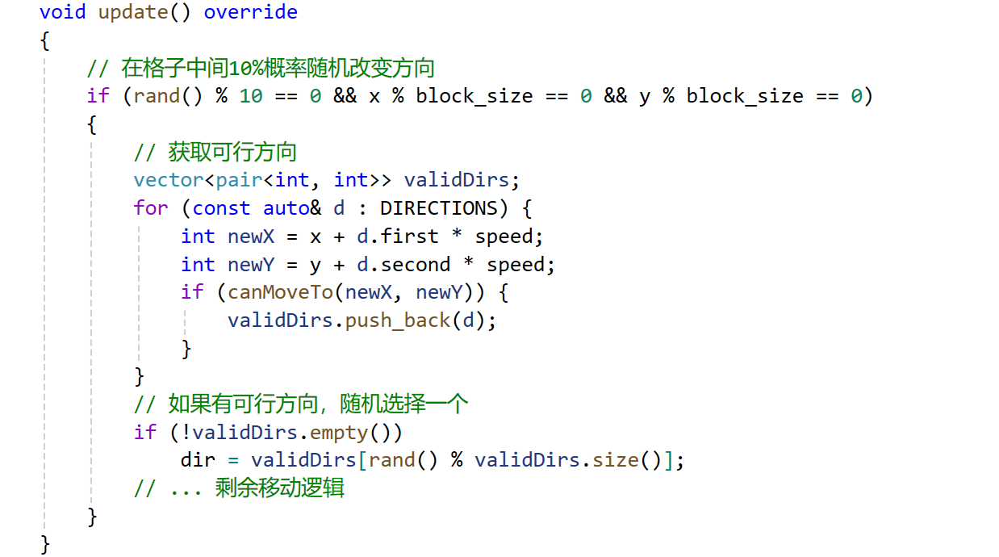 void update() override
{
// 在格子中间10%概率随机改变方向
if (rand() % 10 == 0 && x % block_size == 0 && y % block_size == 0)
{
// 获取可行方向
vector<pair<int, int>> validDirs;
for (const auto& d : DIRECTIONS) {
int newX = x + d.first * speed;
int newY = y + d.second * speed;
if (canMoveTo(newX, newY)) {
validDirs.push_back(d);
}
}
// 如果有可行方向，随机选择一个
if (!validDirs.empty())
dir = validDirs[rand() % validDirs.size()];
// ... 剩余移动逻辑
}
}